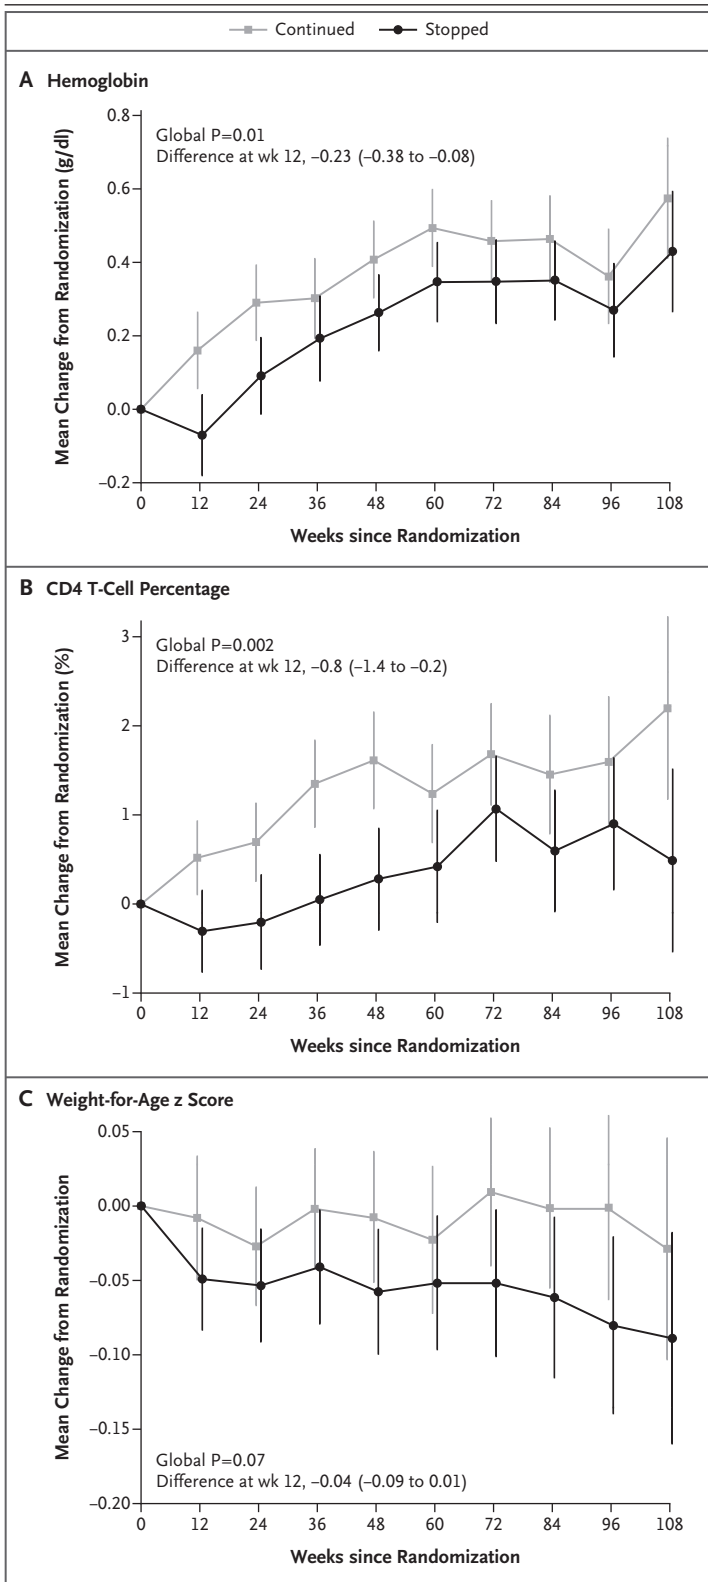 Continued Stopped
A Hemoglobin
Mean Change from Randomization (g/dl)
0.8
0.6
0.4
0.2
0.0
−0.2
Global P=0.01
Difference at wk 12, −0.23 (−0.38 to −0.08)
0 12 24 36 48 60 72 84 96 108
Weeks since Randomization
B CD4 T-Cell Percentage
Mean Change from Randomization (%)
3
2
1
0
−1
Global P=0.002
Difference at wk 12, −0.8 (−1.4 to −0.2)
0 12 24 36 48 60 72 84 96 108
Weeks since Randomization
C Weight-for-Age z Score
Mean Change from Randomization
0.05
0.00
−0.05
−0.10
−0.15
−0.20
Global P=0.07
Difference at wk 12, −0.04 (−0.09 to 0.01)
0 12 24 36 48 60 72 84 96 108
Weeks since Randomization